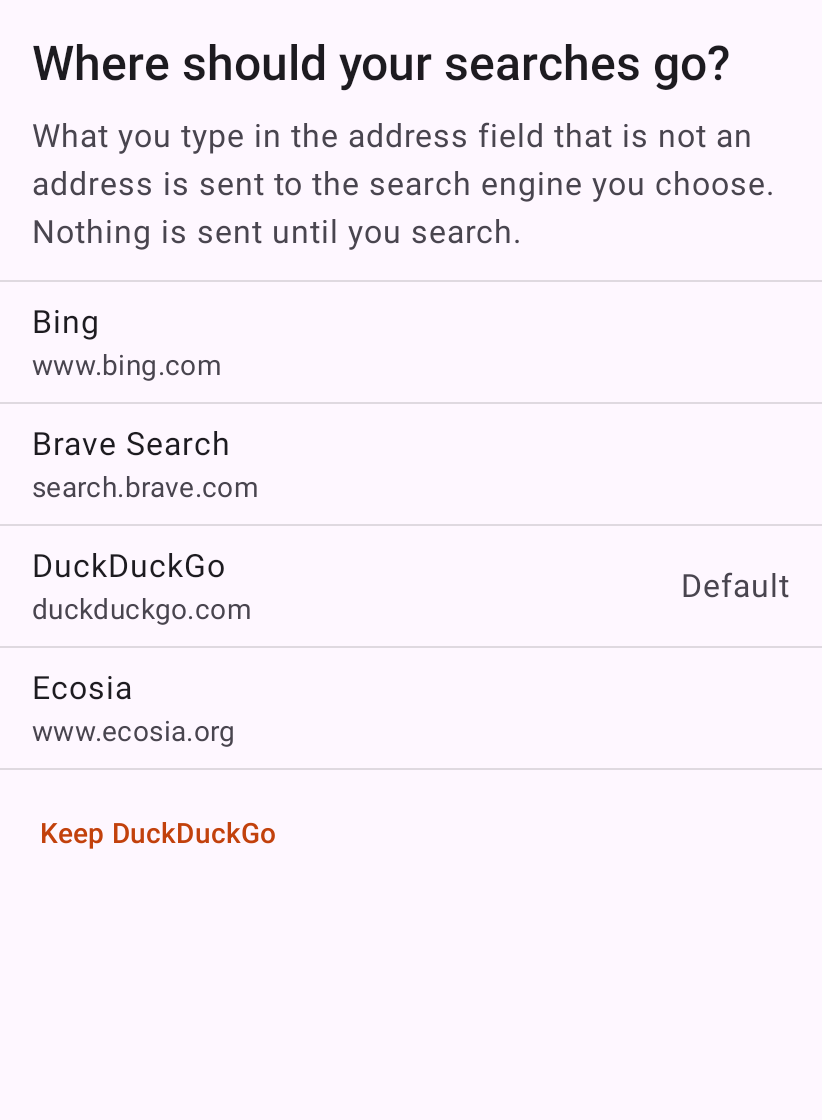 Where should your searches go?
What you type in the address field that is not an
address is sent to the search engine you choose.
Nothing is sent until you search.
Bing
www.bing.com
Brave Search
search.brave.com
DuckDuckGo
duckduckgo.com
Default
Ecosia
www.ecosia.org
Keep DuckDuckGo